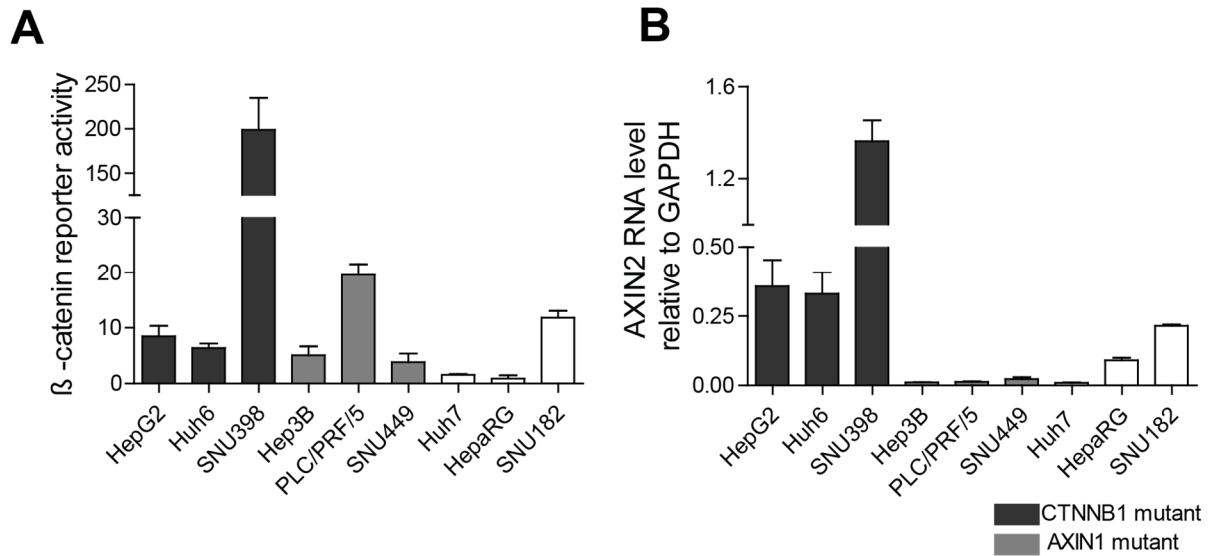 A
ß -catenin reporter activity
250
200
150
30
20
10
0
HepG2
Huh6
SNU398
Hep3B
PLC/PRF/5
SNU449
Huh7
HepaRG
SNU182
B
AXIN2 RNA level
relative to GAPDH
1.6
1.2
0.50
0.25
0.00
HepG2
Huh6
SNU398
Hep3B
PLC/PRF/5
SNU449
Huh7
HepaRG
SNU182
CTNNB1 mutant
AXIN1 mutant